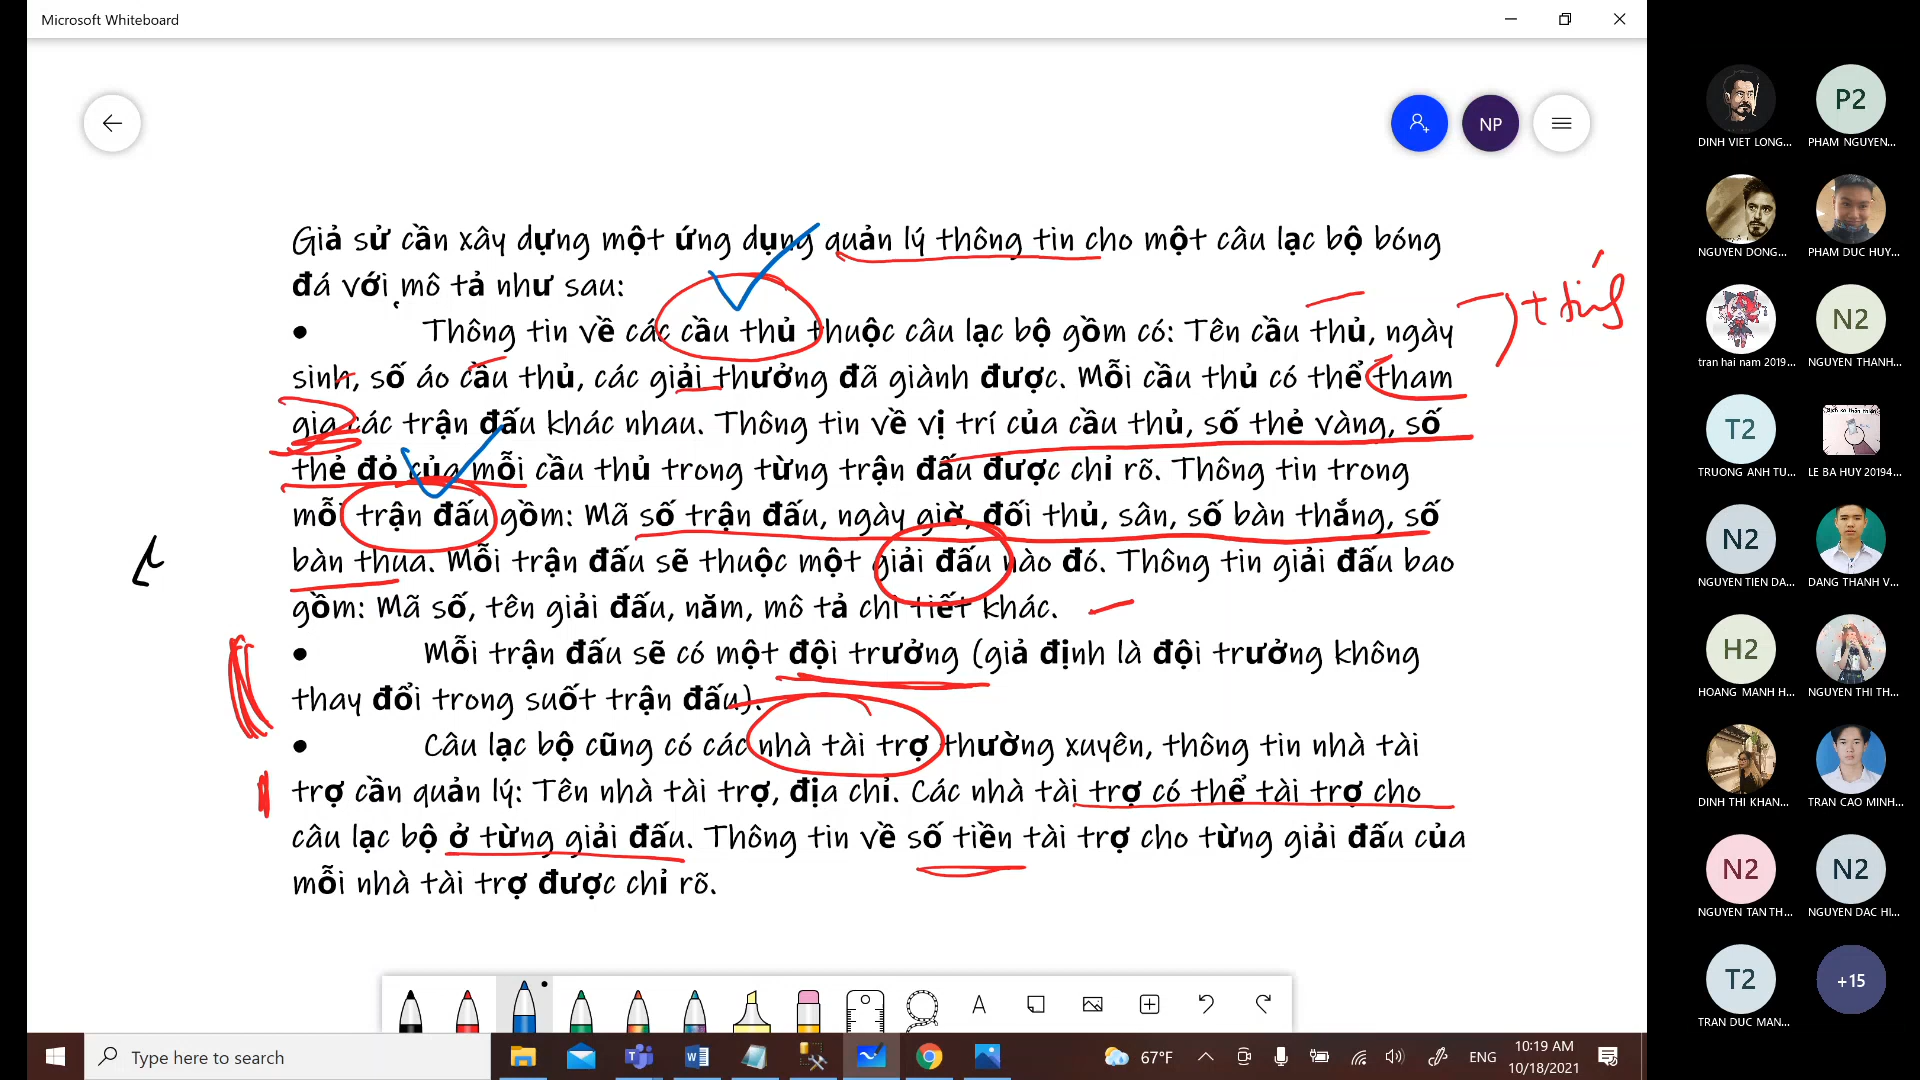 Microsoft Whiteboard
NP
Giả sử cần xây dựng một ứng dụng quản lý thông tin cho một câu lạc bộ bóng
đá với mô tả như sau:
• Thông tin về các cầu thủ thuộc câu lạc bộ gồm có: Tên cầu thủ, ngày
sinh, số áo cầu thủ, các giải thưởng đã giành được. Mỗi cầu thủ có thể tham
gia các trận đấu khác nhau. Thông tin về vị trí của cầu thủ, số thẻ vàng, số
thẻ đỏ của mỗi cầu thủ trong từng trận đấu được chỉ rõ. Thông tin trong
mỗi trận đấu gồm: Mã số trận đấu, ngày giờ, đối thủ, sân, số bàn thắng, số
bàn thua. Mỗi trận đấu sẽ thuộc một giải đấu nào đó. Thông tin giải đấu bao
gồm: Mã số, tên giải đấu, năm, mô tả chi tiết khác.
• Mỗi trận đấu sẽ có một đội trưởng (giả định là đội trưởng không
thay đổi trong suốt trận đấu).
• Câu lạc bộ cũng có các nhà tài trợ thường xuyên, thông tin nhà tài
trợ cần quản lý: Tên nhà tài trợ, địa chỉ. Các nhà tài trợ có thể tài trợ cho
câu lạc bộ ở từng giải đấu. Thông tin về số tiền tài trợ cho từng giải đấu của
mỗi nhà tài trợ được chỉ rõ.
P2
DINH VIET LONG... PHAM NGUYEN...
NGUYEN DONG... PHAM DUC HUY...
N2
tran hai nam 2019... NGUYEN THANH...
T2
TRUONG ANH TU... LE BA HUY 20194...
N2
NGUYEN TIEN DA... DANG THANH V...
H2
HOANG MANH H... NGUYEN THI TH...
DINH THI KHAN... TRAN CAO MINH...
N2 N2
NGUYEN TAN TH... NGUYEN DAC HI...
T2 +15
TRAN DUC MAN...
A
Type here to search
67°F
ENG
10:19 AM
10/18/2021